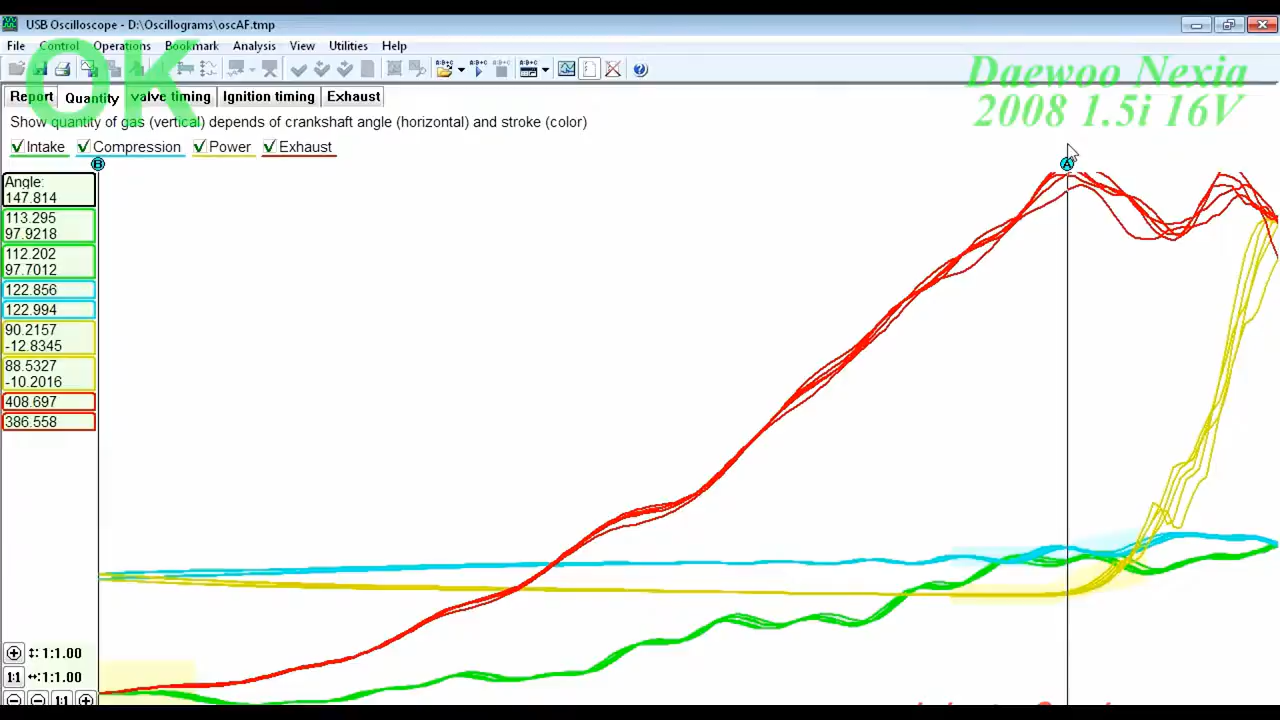 USB Oscilloscope - D:\Oscillograms\oscAF.tmp
File Control Operations Bookmark Analysis View Utilities Help
OK
Daewoo Nexia
2008 1.5i 16V
Report Quantity valve timing Ignition timing Exhaust
Show quantity of gas (vertical) depends of crankshaft angle (horizontal) and stroke (color)
Intake Compression Power Exhaust
B
A
Angle:
147.814
113.295
97.9218
112.202
97.7012
122.856
122.994
90.2157
-12.8345
88.5327
-10.2016
408.697
386.558
1:1.00
1:1 1:1.00
1:1